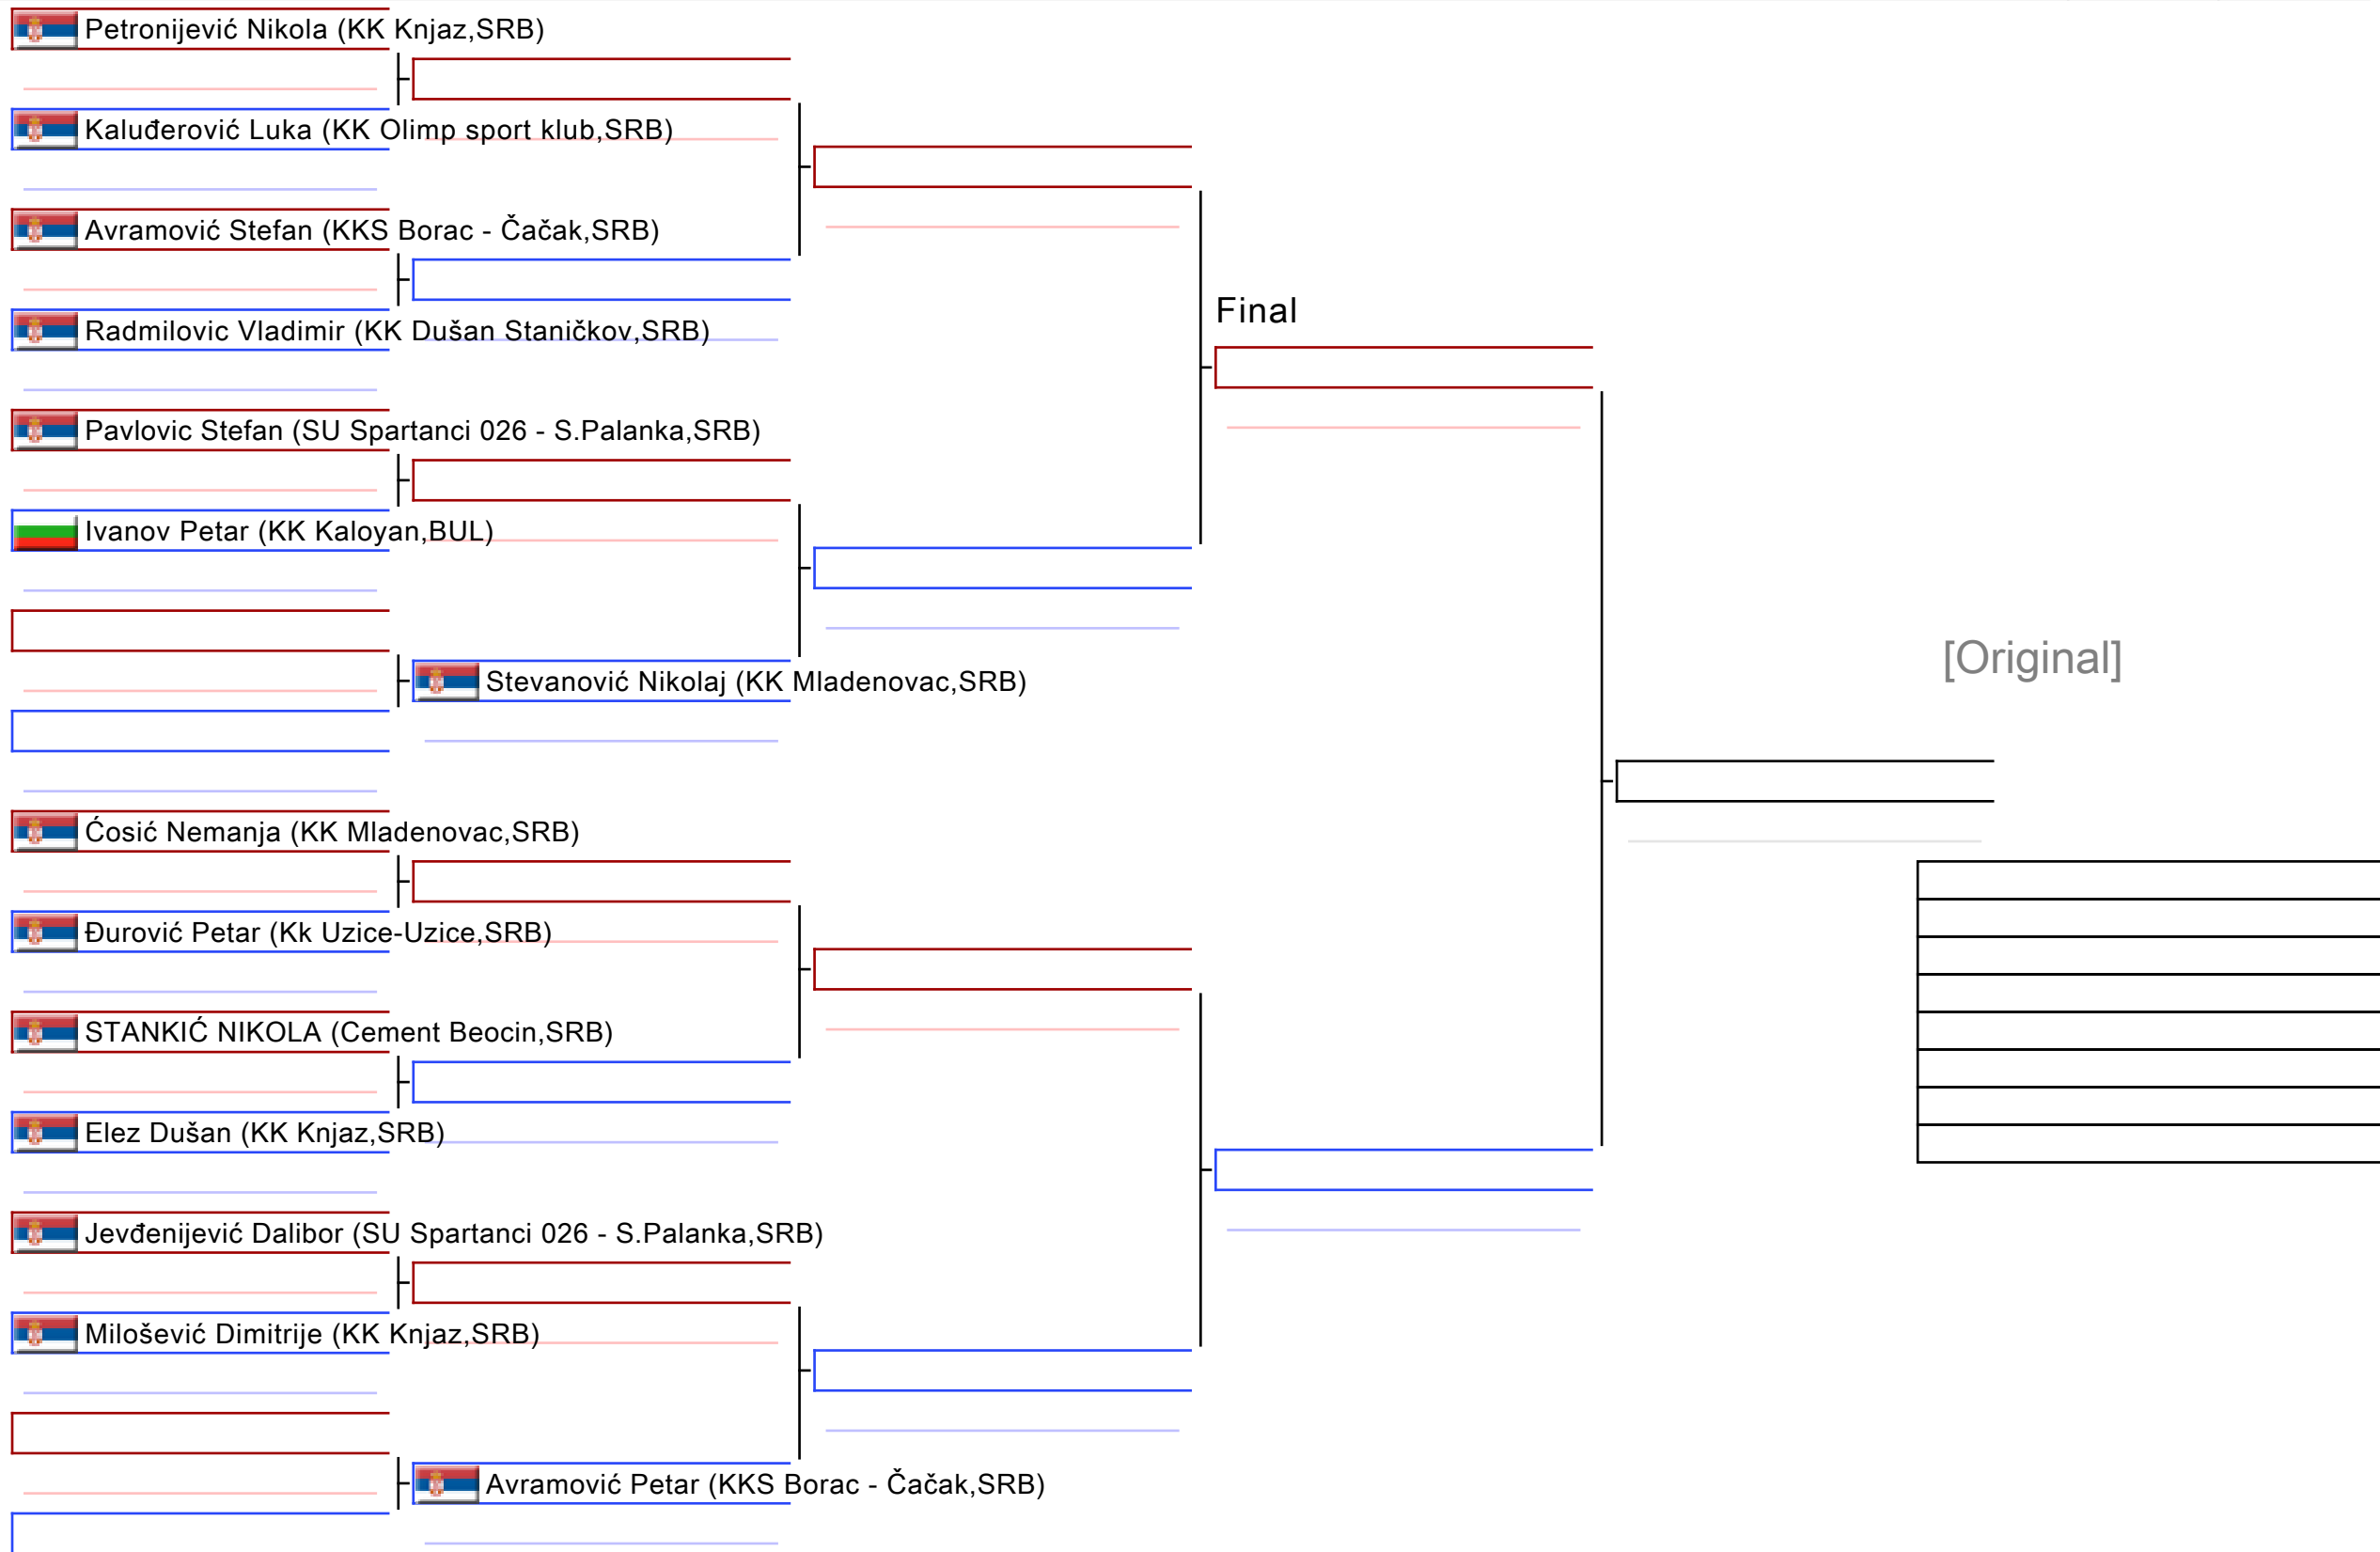 Petronijević Nikola (KK Knjaz,SRB)
Kaluđerović Luka (KK Olimp sport klub,SRB)
Avramović Stefan (KKS Borac - Čačak,SRB)
Final
Radmilovic Vladimir (KK Dušan Staničkov,SRB)
Pavlovic Stefan (SU Spartanci 026 - S.Palanka,SRB)
Ivanov Petar (KK Kaloyan,BUL)
[Original]
Stevanović Nikolaj (KK Mladenovac,SRB)
Ćosić Nemanja (KK Mladenovac,SRB)
Đurović Petar (Kk Uzice-Uzice,SRB)
STANKIĆ NIKOLA (Cement Beocin,SRB)
Elez Dušan (KK Knjaz,SRB)
Jevđenijević Dalibor (SU Spartanci 026 - S.Palanka,SRB)
Milošević Dimitrije (KK Knjaz,SRB)
Avramović Petar (KKS Borac - Čačak,SRB)